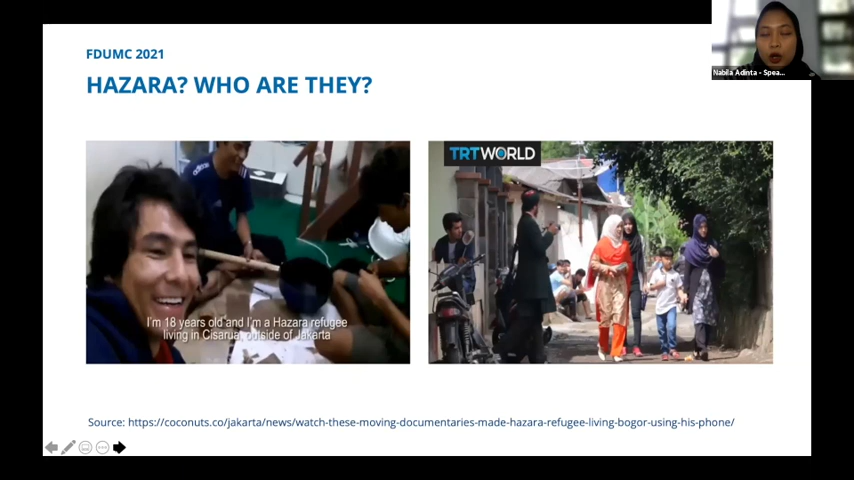 FDUMC 2021
HAZARA? WHO ARE THEY?
Nabila Adinta - Spea...
TRTWORLD
I'm 18 years old and I'm a Hazara refugee
living in Cisarua, outside of Jakarta
adidas
Source: https://coconuts.co/jakarta/news/watch-these-moving-documentaries-made-hazara-refugee-living-bogor-using-his-phone/